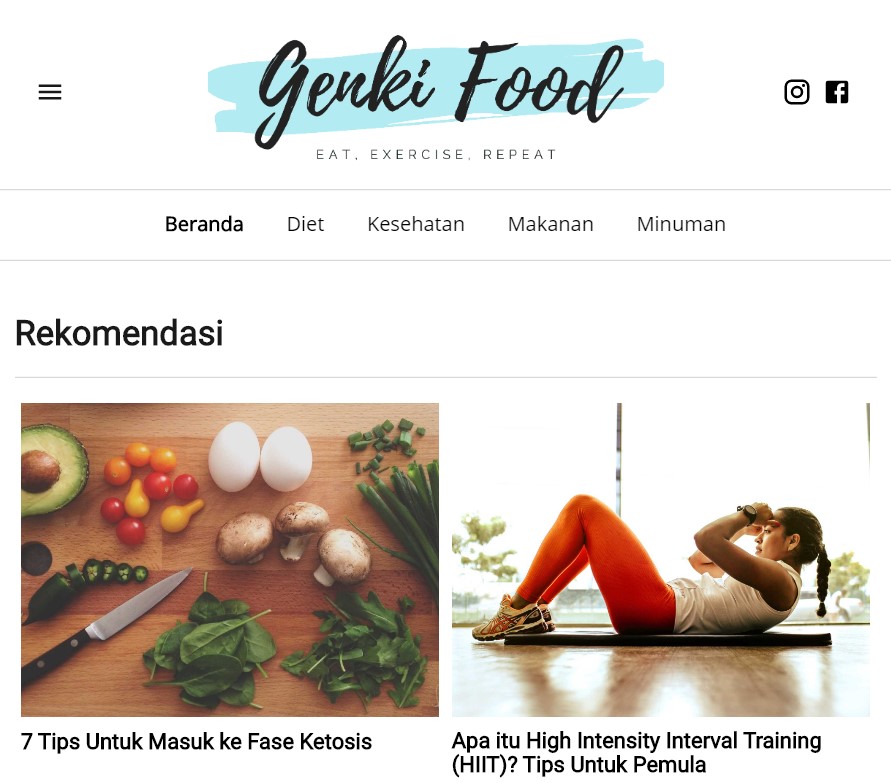 Genki Food
EAT, EXERCISE, REPEAT
Beranda Diet Kesehatan Makanan Minuman
Rekomendasi
7 Tips Untuk Masuk ke Fase Ketosis
Apa itu High Intensity Interval Training
(HIIT)? Tips Untuk Pemula